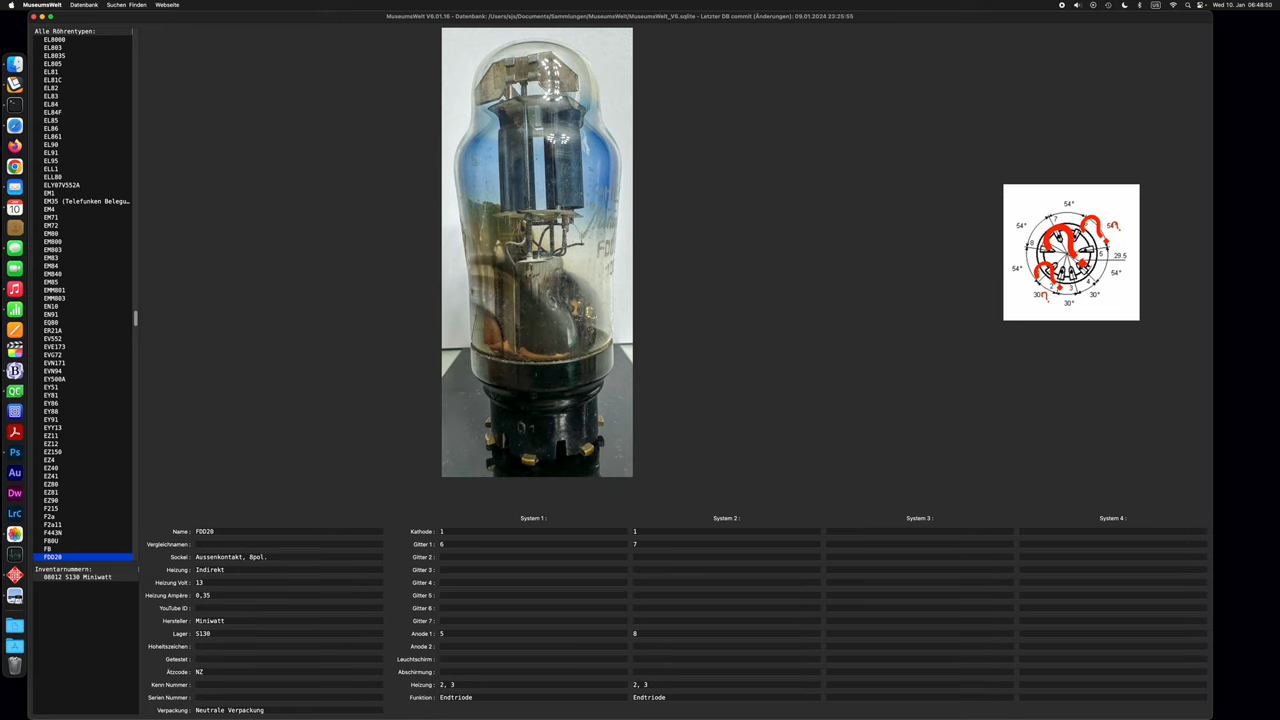 MuseumsWelt Datenbank Suchen Finden Webseite
US
Wed 10. Jan. 06:48:50
MuseumsWelt V6.01.16 - Datenbank: /Users/sjs/Documents/Sammlungen/MuseumsWelt/MuseumsWelt_V6.sqlite - Letzter DB commit (Änderungen): 09.01.2024 23:25:55
Alle Röhrentypen:
EL8000
EL803
EL803S
EL805
EL81
EL81C
EL82
EL83
EL84
EL84F
EL85
EL86
EL861
EL90
EL91
EL95
ELL1
ELL80
ELY07V552A
EM1
EM35 (Telefunken Belegu…
EM4
EM71
EM72
EM80
EM800
EM803
EM83
EM84
EM840
EM85
EMM801
EMM803
EN10
EN91
EQ80
ER21A
EV552
EVE173
EVG72
EVN171
EVN94
EY500A
EY51
EY81
EY86
EY88
EY91
EYY13
EZ11
EZ12
EZ150
EZ4
EZ40
EZ41
EZ80
EZ81
EZ90
F215
F2a
F2a11
F443N
F80U
FB
FDD20
Inventarnummern:
08012 S130 Miniwatt
54°
54° 7
54°
8 5 29.5
54° 54°
3 4
30° 30°
30°
System 1 : System 2 : System 3 : System 4 :
Name : FDD20
Vergleichnamen :
Sockel : Aussenkontakt, 8pol.
Heizung : Indirekt
Heizung Volt : 13
Heizung Ampère : 0,35
YouTube ID :
Hersteller : Miniwatt
Lager : S130
Hoheitszeichen :
Getestet :
Ätzcode : NZ
Kenn Nummer :
Serien Nummer :
Verpackung : Neutrale Verpackung
Kathode : 1 1
Gitter 1 : 6 7
Gitter 2 :
Gitter 3 :
Gitter 4 :
Gitter 5 :
Gitter 6 :
Gitter 7 :
Anode 1 : 5 8
Anode 2 :
Leuchtschirm :
Abschirmung :
Heizung : 2, 3 2, 3
Funktion : Endtriode Endtriode